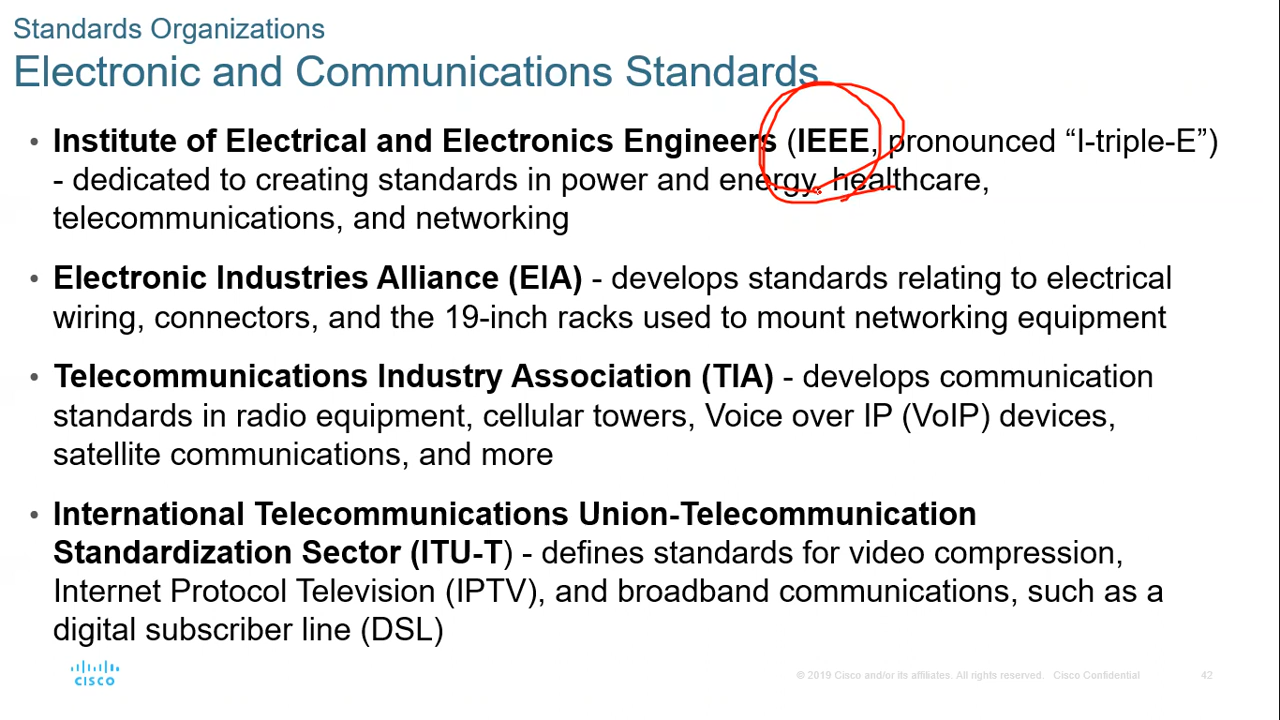 Standards Organizations
Electronic and Communications Standards
• Institute of Electrical and Electronics Engineers (IEEE, pronounced “I-triple-E”)
- dedicated to creating standards in power and energy, healthcare,
telecommunications, and networking
• Electronic Industries Alliance (EIA) - develops standards relating to electrical
wiring, connectors, and the 19-inch racks used to mount networking equipment
• Telecommunications Industry Association (TIA) - develops communication
standards in radio equipment, cellular towers, Voice over IP (VoIP) devices,
satellite communications, and more
• International Telecommunications Union-Telecommunication
Standardization Sector (ITU-T) - defines standards for video compression,
Internet Protocol Television (IPTV), and broadband communications, such as a
digital subscriber line (DSL)
CISCO
© 2019 Cisco and/or its affiliates. All rights reserved. Cisco Confidential
42